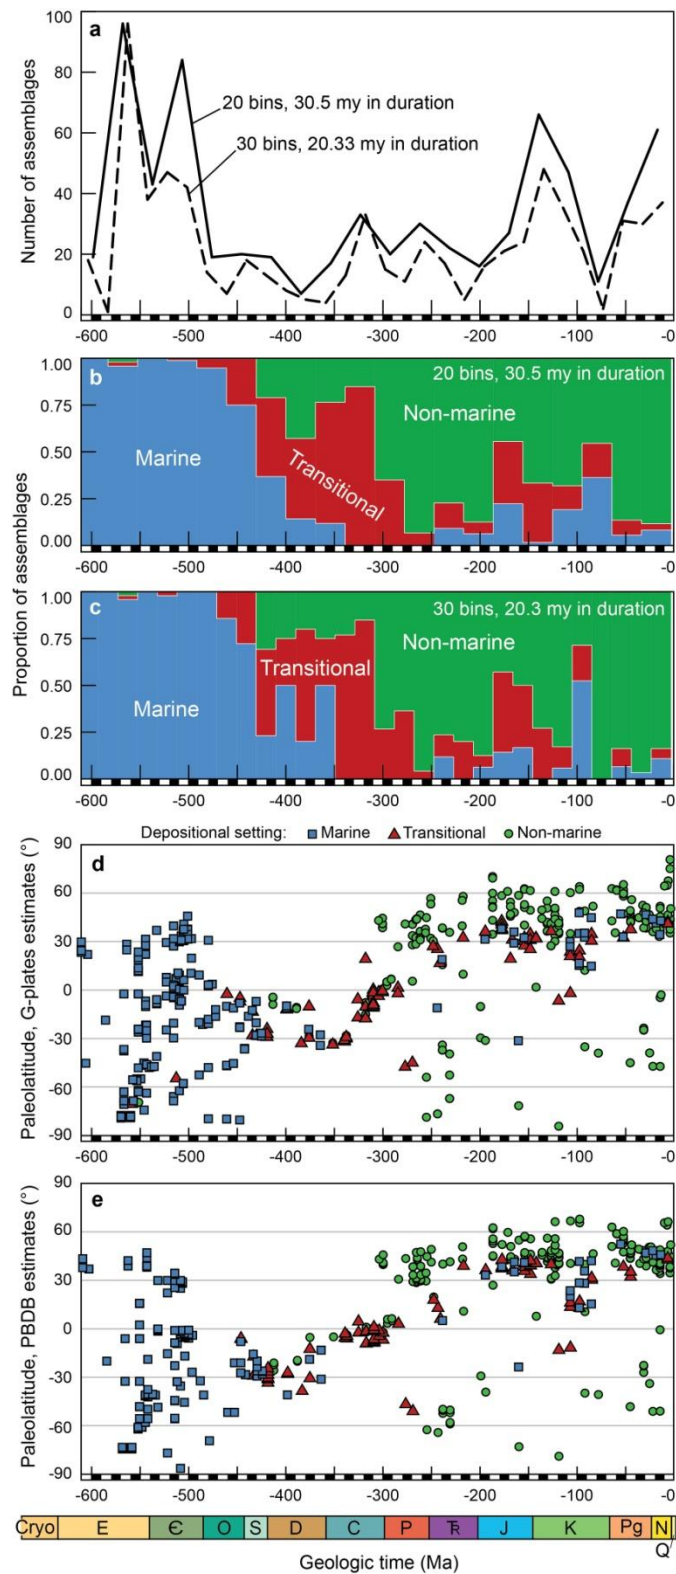 a
100
80
60
40
20
0
Number of assemblages
20 bins, 30.5 my in duration
30 bins, 20.33 my in duration
-600 -500 -400 -300 -200 -100 -0
b
1.00
0.75
0.50
0.25
0.00
20 bins, 30.5 my in duration
Non-marine
Marine
Transitional
-600 -500 -400 -300 -200 -100 -0
Proportion of assemblages
c
1.00
0.75
0.50
0.25
0.00
30 bins, 20.3 my in duration
Non-marine
Transitional
Marine
-600 -500 -400 -300 -200 -100 -0
Depositional setting: Marine Transitional Non-marine
d
90
60
30
0
-30
-60
-90
Paleolatitude, G-plates estimates (°)
-600 -500 -400 -300 -200 -100 -0
e
90
60
30
0
-30
-60
-90
Paleolatitude, PBDB estimates (°)
-600 -500 -400 -300 -200 -100 -0
Cryo E Є O S D C P TR J K Pg N
Q
Geologic time (Ma)